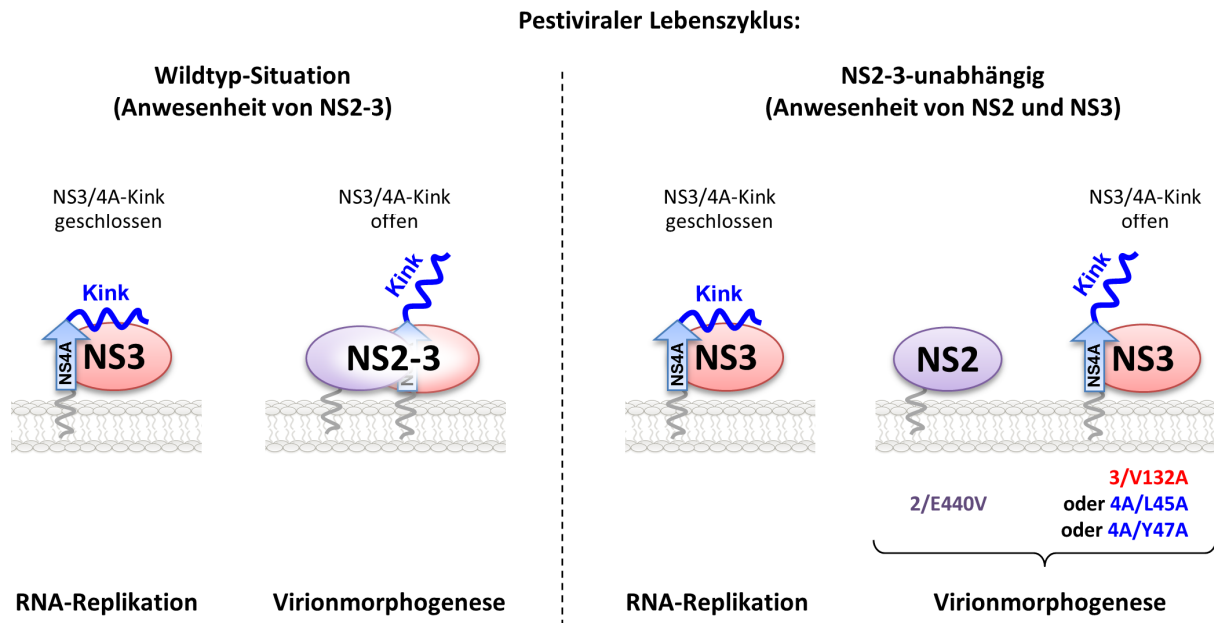 Pestiviraler Lebenszyklus:
Wildtyp-Situation
(Anwesenheit von NS2-3)
NS3/4A-Kink
geschlossen
NS3/4A-Kink
offen
Kink
NS4A
NS3
Kink
NS2-3
RNA-Replikation
Virionmorphogenese
NS2-3-unabhängig
(Anwesenheit von NS2 und NS3)
NS3/4A-Kink
geschlossen
NS3/4A-Kink
offen
Kink
NS4A
NS3
NS2
Kink
NS4A
NS3
2/E440V
3/V132A
oder 4A/L45A
oder 4A/Y47A
RNA-Replikation
Virionmorphogenese